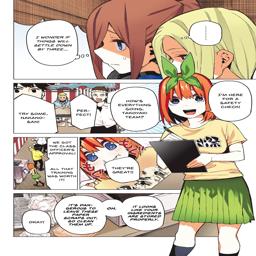 I WONDER IF
THINGS WILL
SETTLE DOWN
BY THREE...
I'M HERE
FOR A
SAFETY
CHECK!
HOW'S
EVERYTHING
GOING,
TAKOYAKI
TEAM?
PER-
FECT!
TRY SOME,
NAKANO-
SAN!
THEY'RE
GREAT!
WE GOT
THE CLASS
OFFICER'S
APPROVAL!
ALL THAT
TRAINING
WAS WORTH
IT!
IT LOOKS
LIKE YOUR
INGREDIENTS
ARE STORED
PROPERLY.
OH,
IT'S DAN-
GEROUS TO
LEAVE THESE
PAPER
SCRAPS OUT,
SO CLEAN
THEM UP.
OKAY!